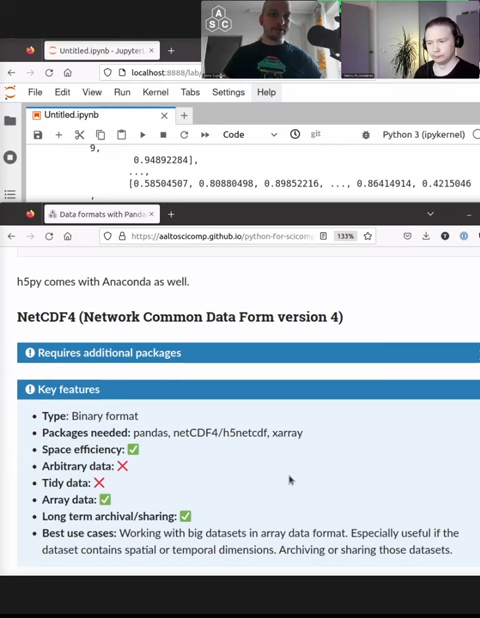 A
S C
Untitled.ipynb - Jupyter
localhost:8888/lab/
File Edit View Run Kernel Tabs Settings Help
Untitled.ipynb
Code
git
Python 3 (ipykernel)
9,
0.94892284],
...,
[0.58504507, 0.80880498, 0.89852216, ..., 0.86414914, 0.4215046
Data formats with Panda
https://aaltoscicomp.github.io/python-for-scicom
133%
h5py comes with Anaconda as well.
NetCDF4 (Network Common Data Form version 4)
Requires additional packages
Key features
• Type: Binary format
• Packages needed: pandas, netCDF4/h5netcdf, xarray
• Space efficiency: ✅
• Arbitrary data: ❌
• Tidy data: ❌
• Array data: ✅
• Long term archival/sharing: ✅
• Best use cases: Working with big datasets in array data format. Especially useful if the
dataset contains spatial or temporal dimensions. Archiving or sharing those datasets.